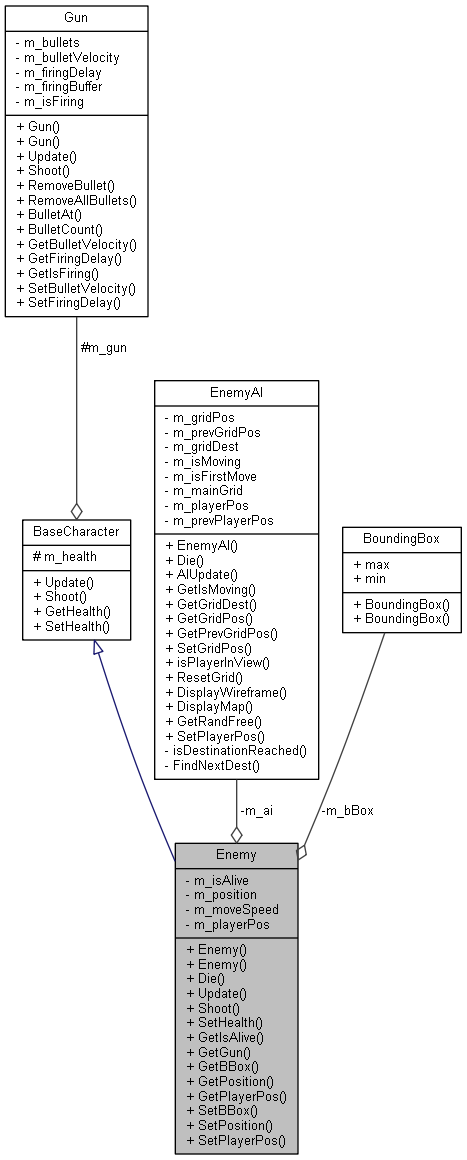 Gun
- m_bullets
- m_bulletVelocity
- m_firingDelay
- m_firingBuffer
- m_isFiring
+ Gun()
+ Gun()
+ Update()
+ Shoot()
+ RemoveBullet()
+ RemoveAllBullets()
+ BulletAt()
+ BulletCount()
+ GetBulletVelocity()
+ GetFiringDelay()
+ GetIsFiring()
+ SetBulletVelocity()
+ SetFiringDelay()
#m_gun
BaseCharacter
# m_health
+ Update()
+ Shoot()
+ GetHealth()
+ SetHealth()
EnemyAI
- m_gridPos
- m_prevGridPos
- m_gridDest
- m_isMoving
- m_isFirstMove
- m_mainGrid
- m_playerPos
- m_prevPlayerPos
+ EnemyAI()
+ Die()
+ AIUpdate()
+ GetIsMoving()
+ GetGridDest()
+ GetGridPos()
+ GetPrevGridPos()
+ SetGridPos()
+ isPlayerInView()
+ ResetGrid()
+ DisplayWireframe()
+ DisplayMap()
+ GetRandFree()
+ SetPlayerPos()
- isDestinationReached()
- FindNextDest()
BoundingBox
+ max
+ min
+ BoundingBox()
+ BoundingBox()
-m_ai
-m_bBox
Enemy
- m_isAlive
- m_position
- m_moveSpeed
- m_playerPos
+ Enemy()
+ Enemy()
+ Die()
+ Update()
+ Shoot()
+ SetHealth()
+ GetIsAlive()
+ GetGun()
+ GetBBox()
+ GetPosition()
+ GetPlayerPos()
+ SetBBox()
+ SetPosition()
+ SetPlayerPos()